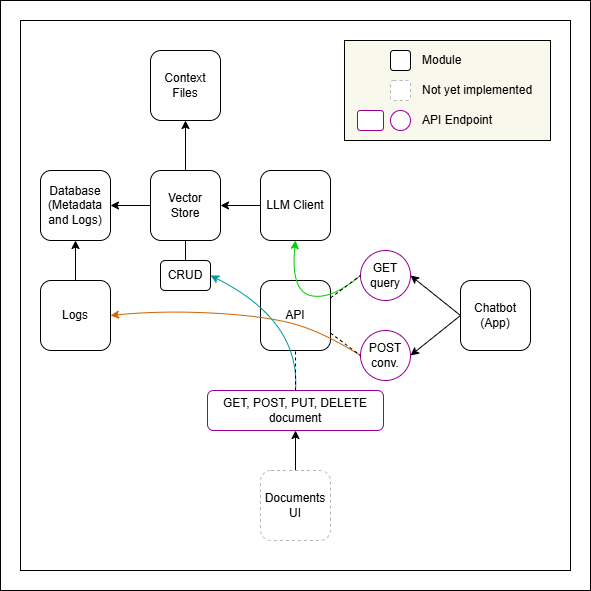 Context
Files
Module
Not yet implemented
API Endpoint
Database
(Metadata
and Logs)
Vector
Store
LLM Client
CRUD
GET
query
Logs
API
Chatbot
(App)
POST
conv.
GET, POST, PUT, DELETE
document
Documents
UI